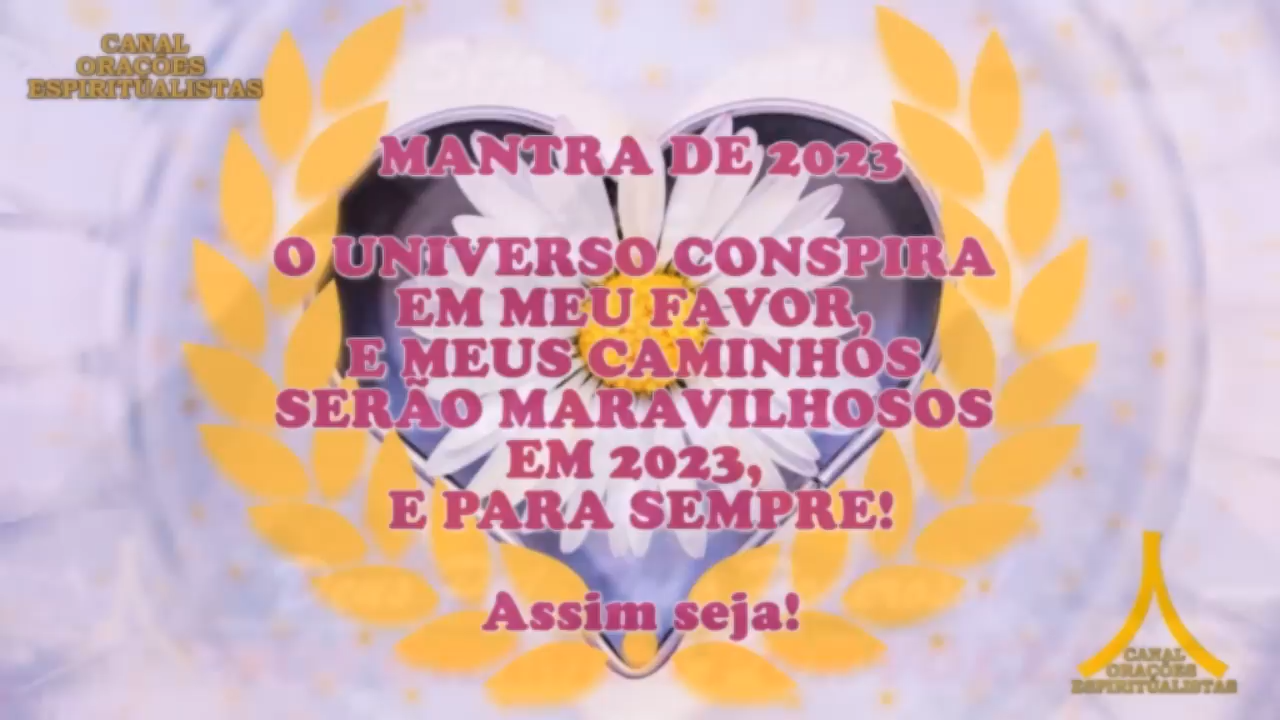 CANAL
ORAÇÕES
ESPIRITUALISTAS
MANTRA DE 2023
O UNIVERSO CONSPIRA
EM MEU FAVOR,
E MEUS CAMINHOS
SERÃO MARAVILHOSOS
EM 2023,
E PARA SEMPRE!
Assim seja!
CANAL
ORAÇÕES
ESPIRITUALISTAS